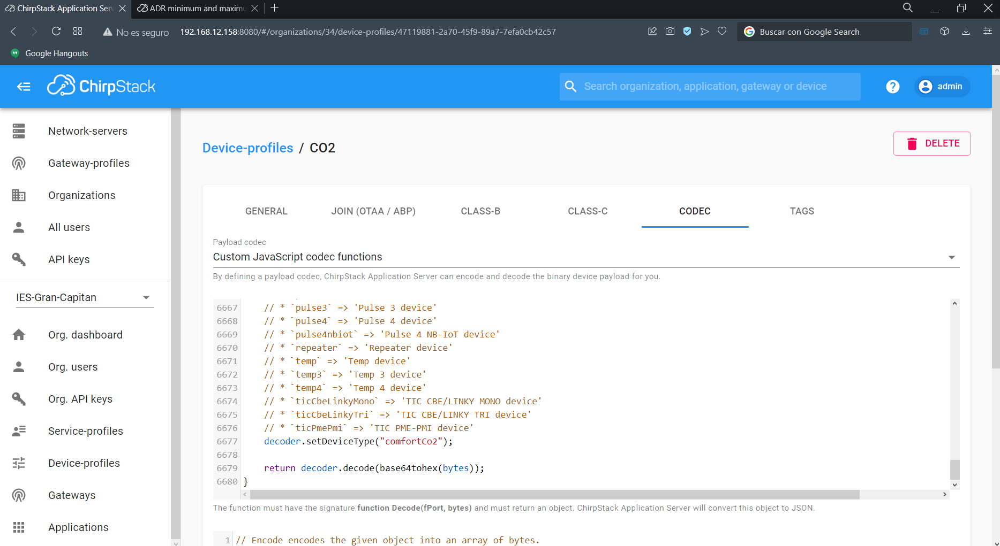 ChirpStack Application Serv
ADR minimum and maximu
No es seguro
192.168.12.158:8080/#/organizations/34/device-profiles/47119881-2a70-45f9-89a7-7efa0cb42c57
Buscar con Google Search
Google Hangouts
ChirpStack
Search organization, application, gateway or device
?
admin
Network-servers
Gateway-profiles
Organizations
All users
API keys
IES-Gran-Capitan
Org. dashboard
Org. users
Org. API keys
Service-profiles
Device-profiles
Gateways
Applications
Device-profiles / CO2
DELETE
GENERAL
JOIN (OTAA / ABP)
CLASS-B
CLASS-C
CODEC
TAGS
Payload codec
Custom JavaScript codec functions
By defining a payload codec, ChirpStack Application Server can encode and decode the binary device payload for you.
6667 // * `pulse3` => 'Pulse 3 device'
6668 // * `pulse4` => 'Pulse 4 device'
6669 // * `pulse4nbiot` => 'Pulse 4 NB-IoT device'
6670 // * `repeater` => 'Repeater device'
6671 // * `temp` => 'Temp device'
6672 // * `temp3` => 'Temp 3 device'
6673 // * `temp4` => 'Temp 4 device'
6674 // * `ticCbeLinkyMono` => 'TIC CBE/LINKY MONO device'
6675 // * `ticCbeLinkyTri` => 'TIC CBE/LINKY TRI device'
6676 // * `ticPmePmi` => 'TIC PME-PMI device'
6677 decoder.setDeviceType("comfortCo2");
6678
6679 return decoder.decode(base64tohex(bytes));
6680 }
The function must have the signature function Decode(fPort, bytes) and must return an object. ChirpStack Application Server will convert this object to JSON.
1 // Encode encodes the given object into an array of bytes.